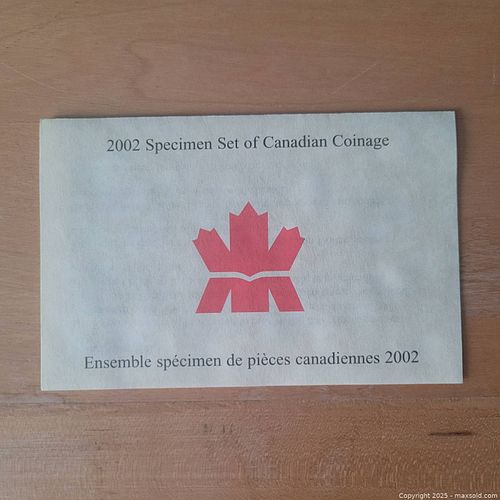 2002 Specimen Set of Canadian Coinage
Ensemble spécimen de pièces canadiennes 2002
Copyright 2025 - maxsold.com